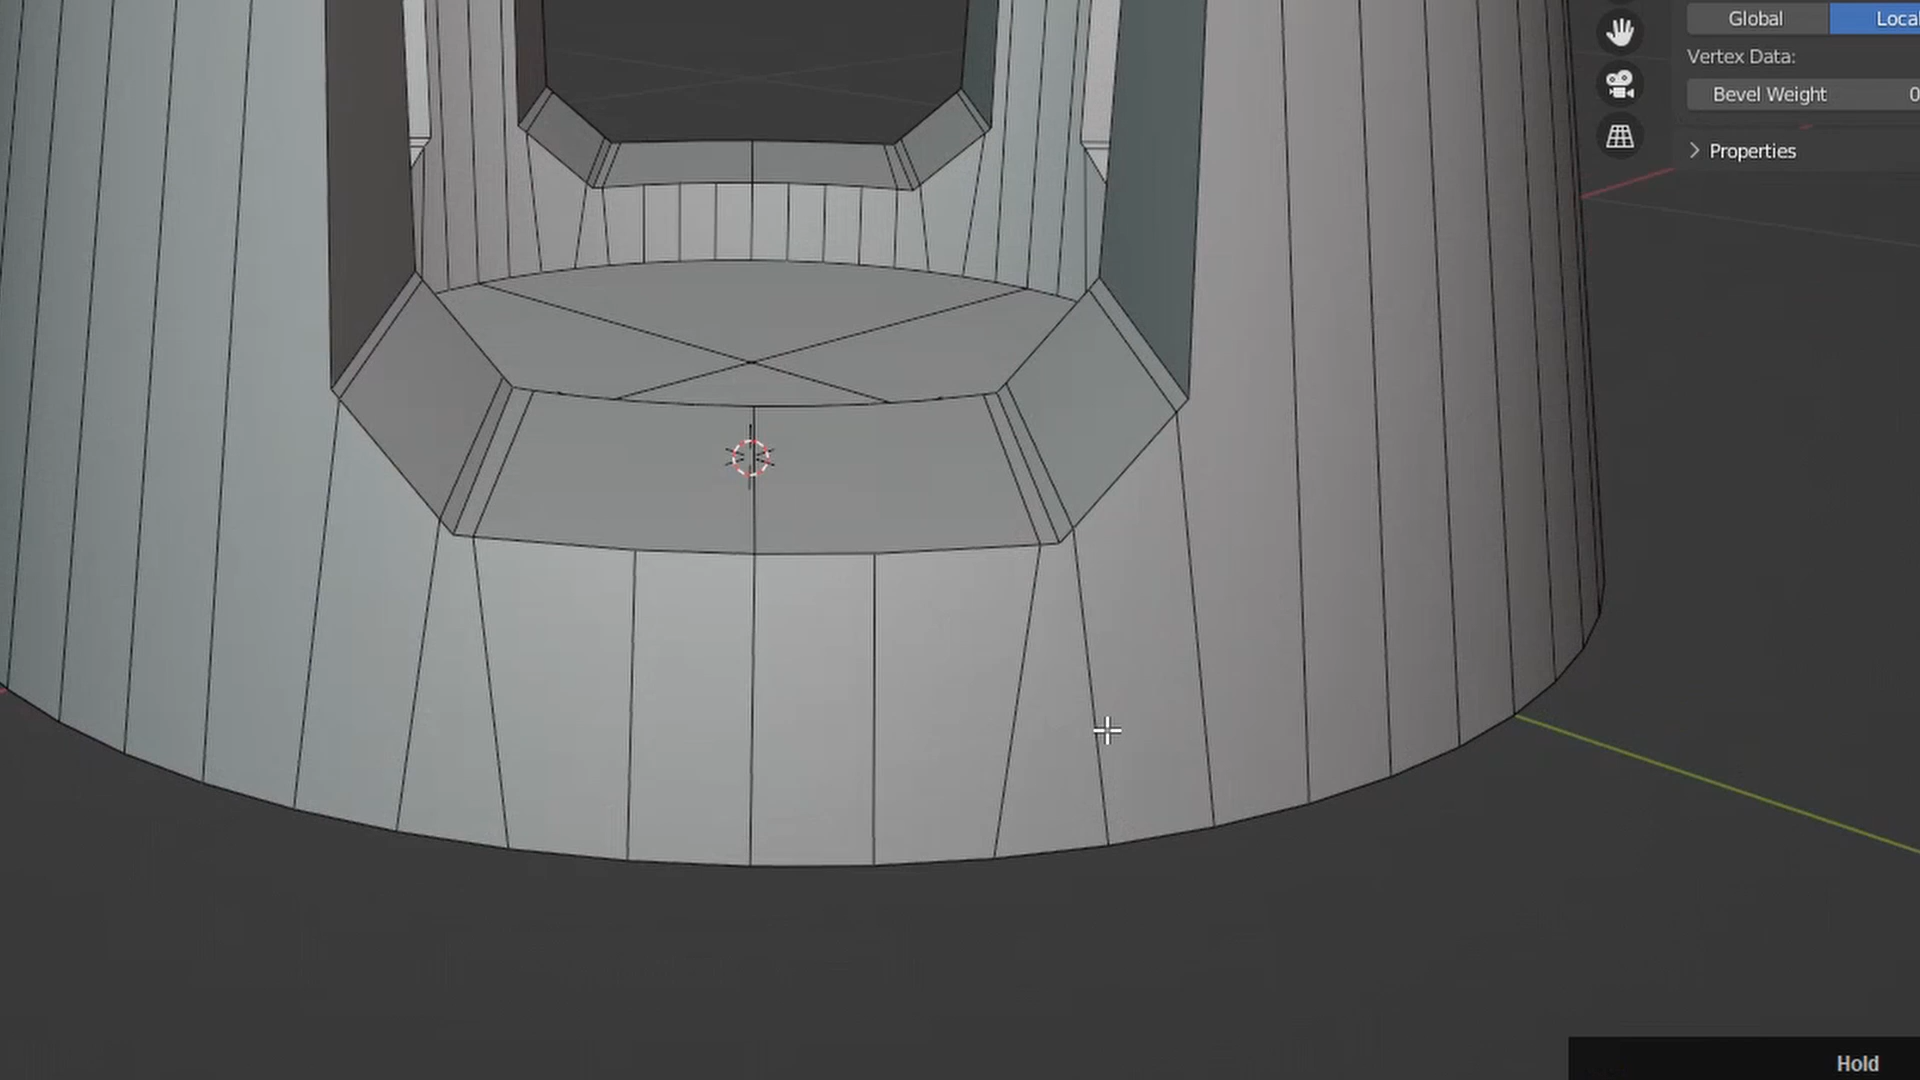 Global Loca
Vertex Data:
Bevel Weight 0
Properties
Hold